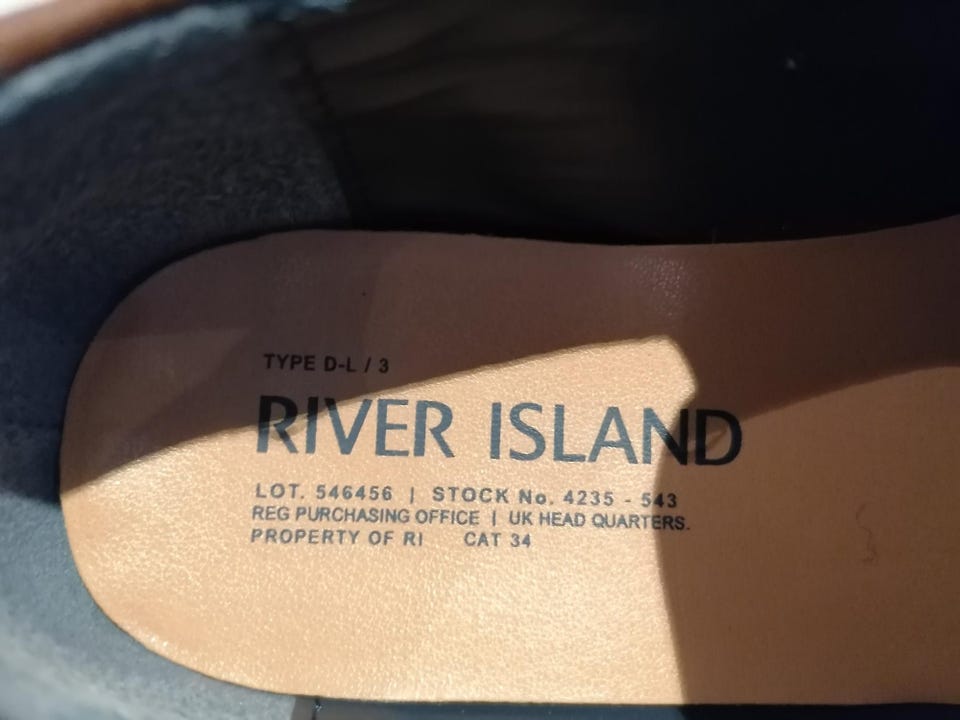 TYPE D-L / 3
RIVER ISLAND
LOT. 546456 | STOCK No. 4235 - 543
REG PURCHASING OFFICE | UK HEAD QUARTERS.
PROPERTY OF RI CAT 34